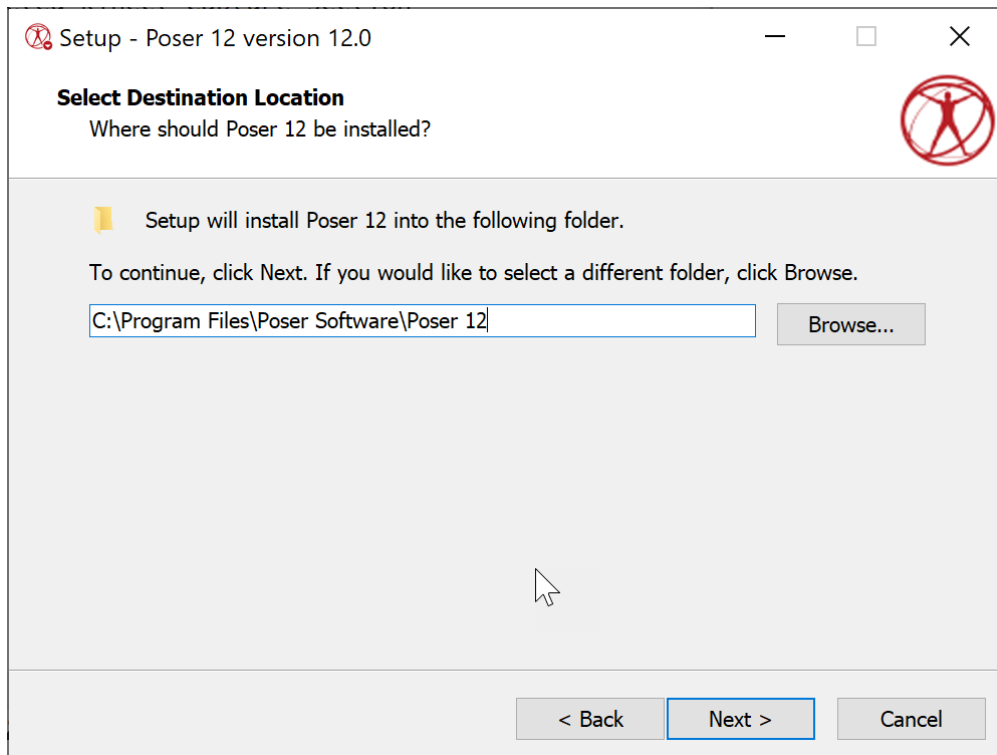 Setup - Poser 12 version 12.0
Select Destination Location
Where should Poser 12 be installed?
Setup will install Poser 12 into the following folder.
To continue, click Next. If you would like to select a different folder, click Browse.
C:\Program Files\Poser Software\Poser 12
Browse...
< Back
Next >
Cancel